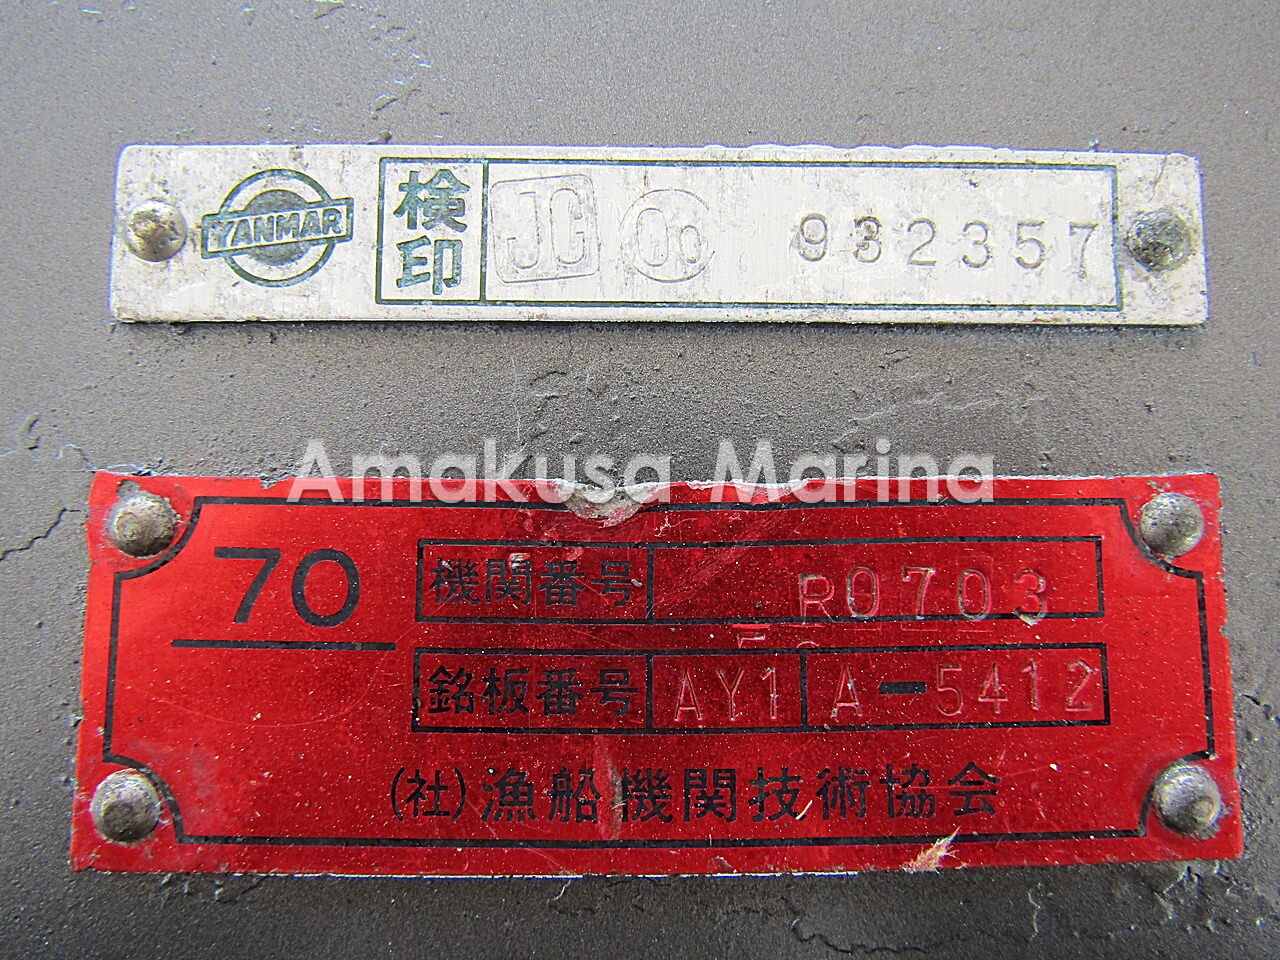 YANMAR 検印 JC 932357
Amakusa Marina
70 機関番号 R0703
銘板番号 AY1 A-5412
(社)漁船機関技術協会